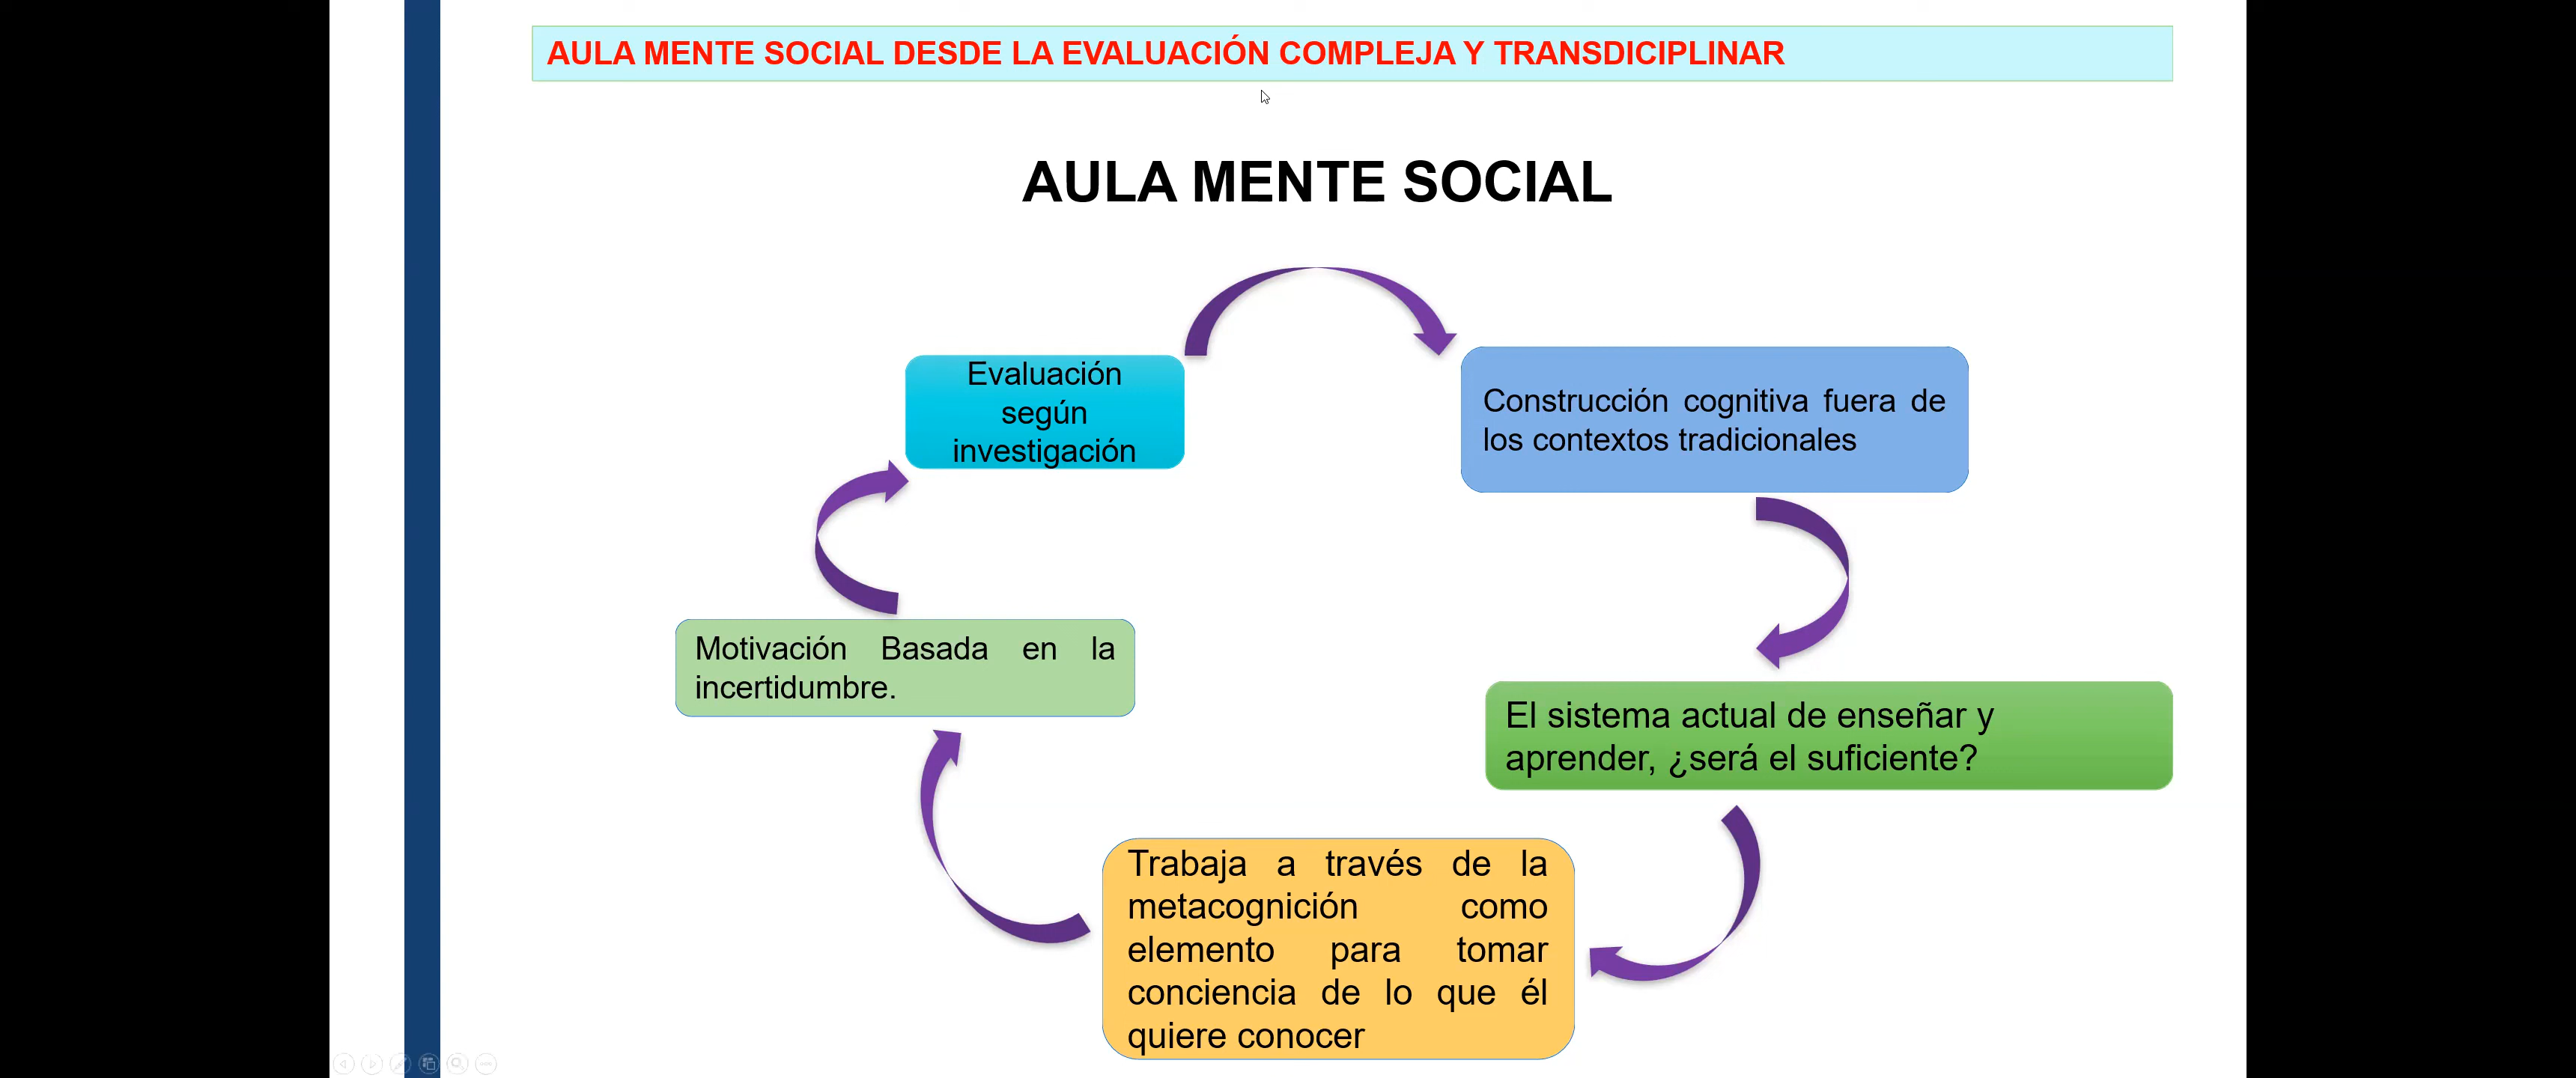 AULA MENTE SOCIAL DESDE LA EVALUACIÓN COMPLEJA Y TRANSDICIPLINAR
AULA MENTE SOCIAL
Evaluación
según
investigación
Construcción cognitiva fuera de
los contextos tradicionales
El sistema actual de enseñar y
aprender, ¿será el suficiente?
Trabaja a través de la
metacognición como
elemento para tomar
conciencia de lo que él
quiere conocer
Motivación Basada en la
incertidumbre.